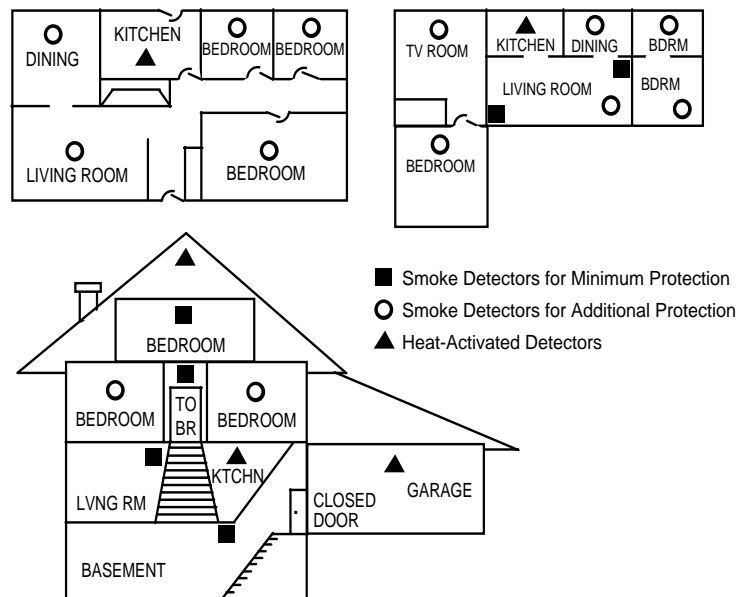 DINING
KITCHEN
BEDROOM
BEDROOM
LIVING ROOM
BEDROOM
TV ROOM
KITCHEN
DINING
BDRM
LIVING ROOM
BDRM
BEDROOM
Smoke Detectors for Minimum Protection
Smoke Detectors for Additional Protection
Heat-Activated Detectors
BEDROOM
BEDROOM
TO
BR
BEDROOM
LVNG RM
KTCHN
CLOSED
DOOR
GARAGE
BASEMENT